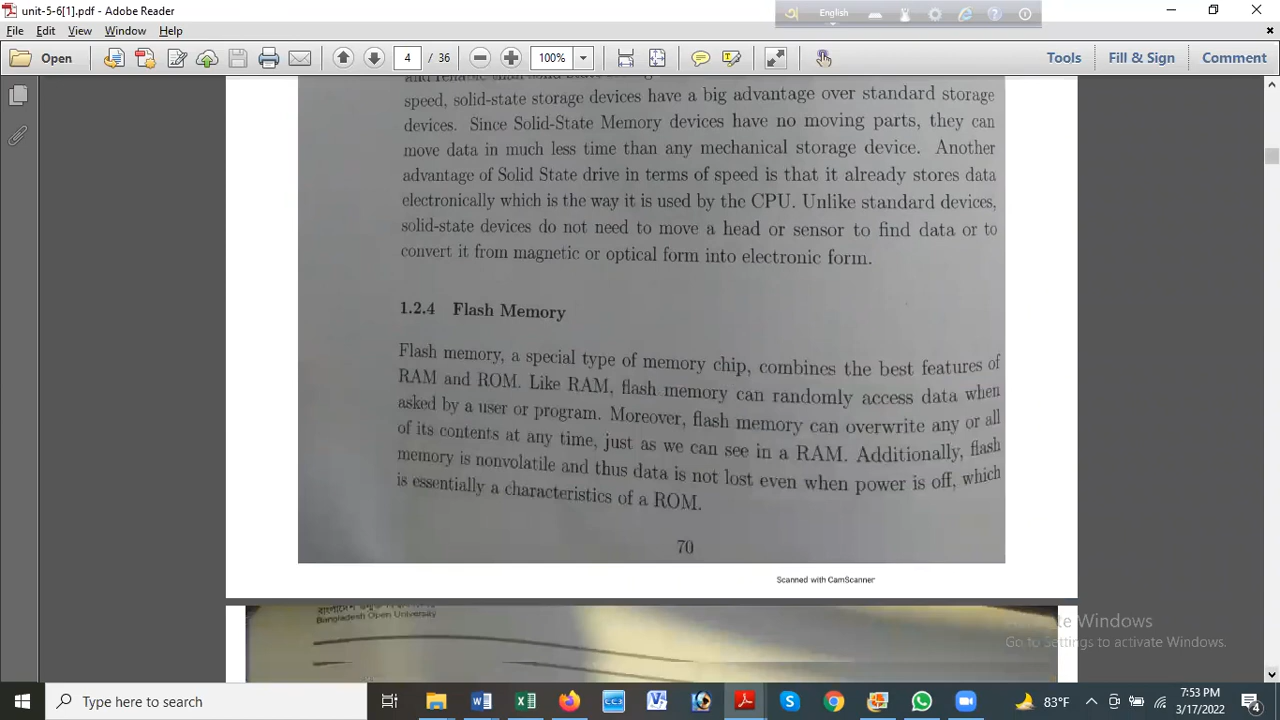 unit-5-6[1].pdf - Adobe Reader
English
File Edit View Window Help
Open 4 / 36 100% Tools Fill & Sign Comment
speed, solid-state storage devices have a big advantage over standard storage
devices. Since Solid-State Memory devices have no moving parts, they can
move data in much less time than any mechanical storage device. Another
advantage of Solid State drive in terms of speed is that it already stores data
electronically which is the way it is used by the CPU. Unlike standard devices,
solid-state devices do not need to move a head or sensor to find data or to
convert it from magnetic or optical form into electronic form.
1.2.4 Flash Memory
Flash memory, a special type of memory chip, combines the best features of
RAM and ROM. Like RAM, flash memory can randomly access data when
asked by a user or program. Moreover, flash memory can overwrite any or all
of its contents at any time, just as we can see in a RAM. Additionally, flash
memory is nonvolatile and thus data is not lost even when power is off, which
is essentially a characteristics of a ROM.
70
Scanned with CamScanner
Bangladesh Open University
Windows
Go to Settings to activate Windows.
Type here to search
83°F
7:53 PM
3/17/2022
4